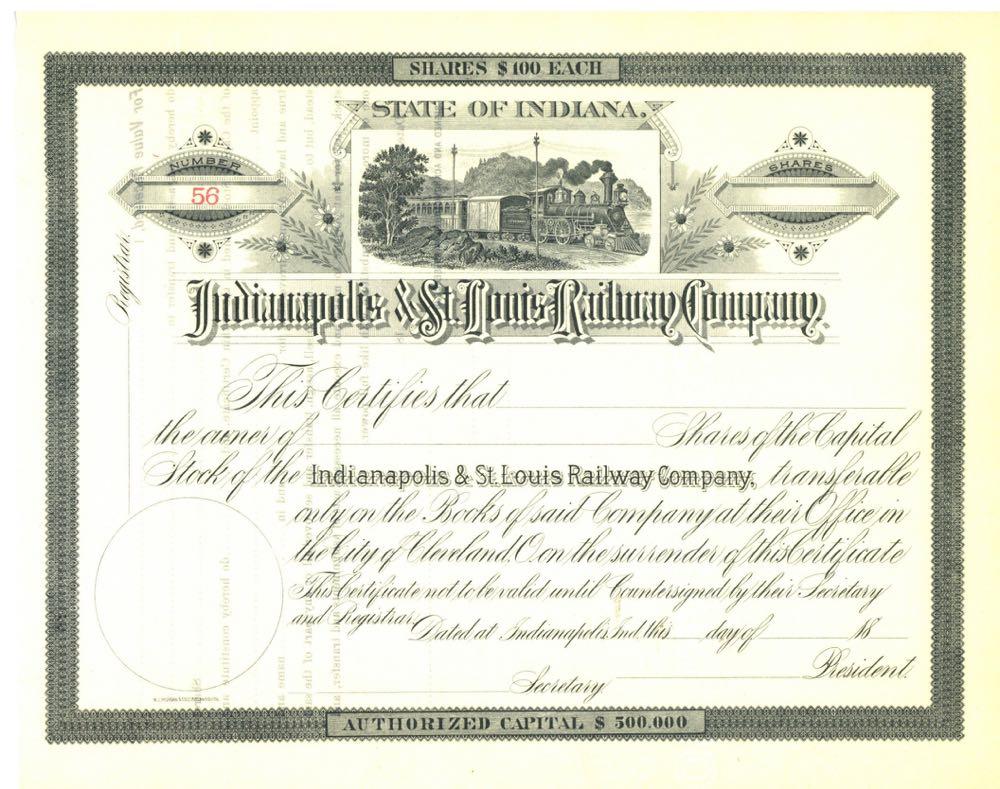 SHARES $100 EACH
STATE OF INDIANA.
NUMBER
56
SHARES
Registrar.
Indianapolis & St. Louis Railway Company.
This Certifies that
the owner of Shares of the Capital
Stock of the Indianapolis & St. Louis Railway Company, transferable
only on the Books of said Company at their Office in
the City of Cleveland, O. on the surrender of this Certificate
This Certificate not to be valid until Countersigned by their Secretary
and Registrar.
Dated at Indianapolis, Ind. this day of 18
President.
Secretary.
AUTHORIZED CAPITAL $ 500.000